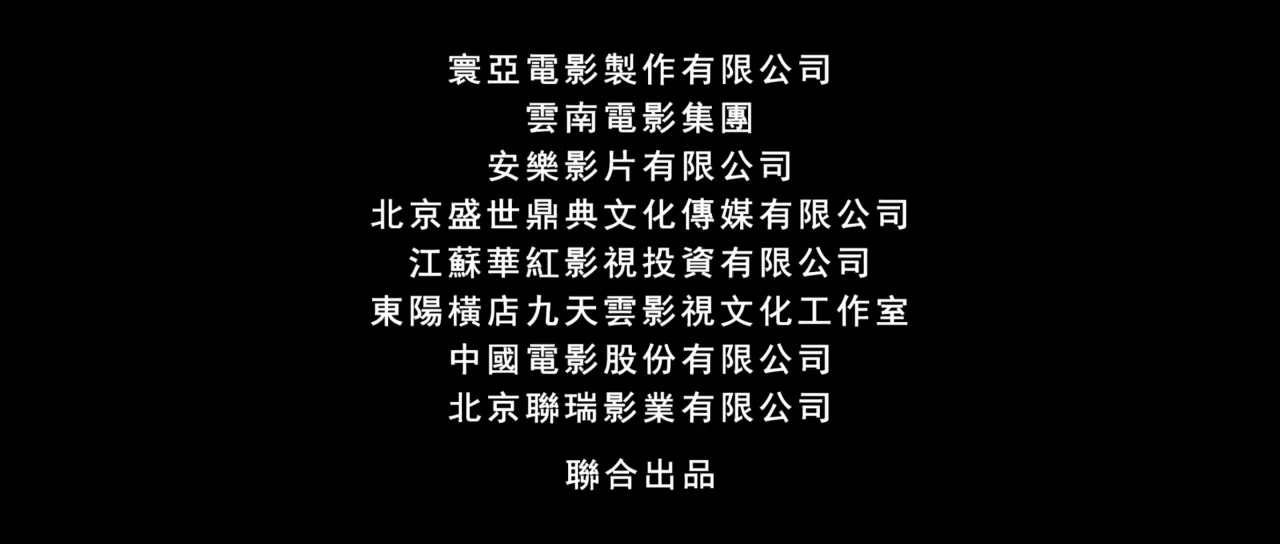 寰亞電影製作有限公司
雲南電影集團
安樂影片有限公司
北京盛世鼎典文化傳媒有限公司
江蘇華紅影視投資有限公司
東陽橫店九天雲影視文化工作室
中國電影股份有限公司
北京聯瑞影業有限公司
聯合出品